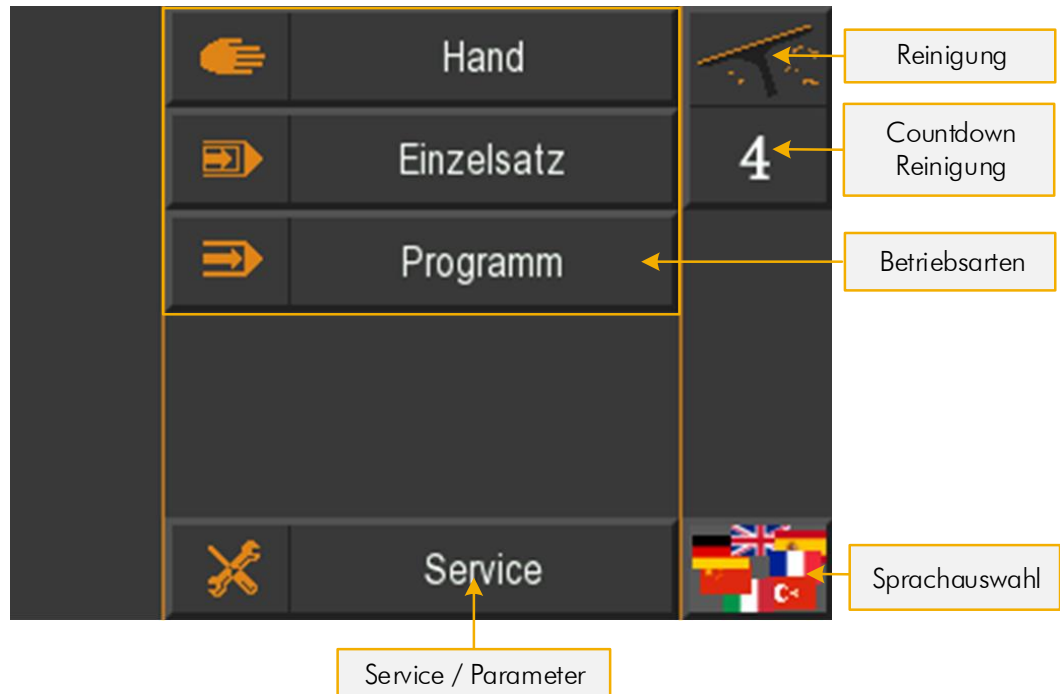 Hand
Reinigung
Einzelsatz
4
Countdown
Reinigung
Programm
Betriebsarten
Service
Sprachauswahl
Service / Parameter